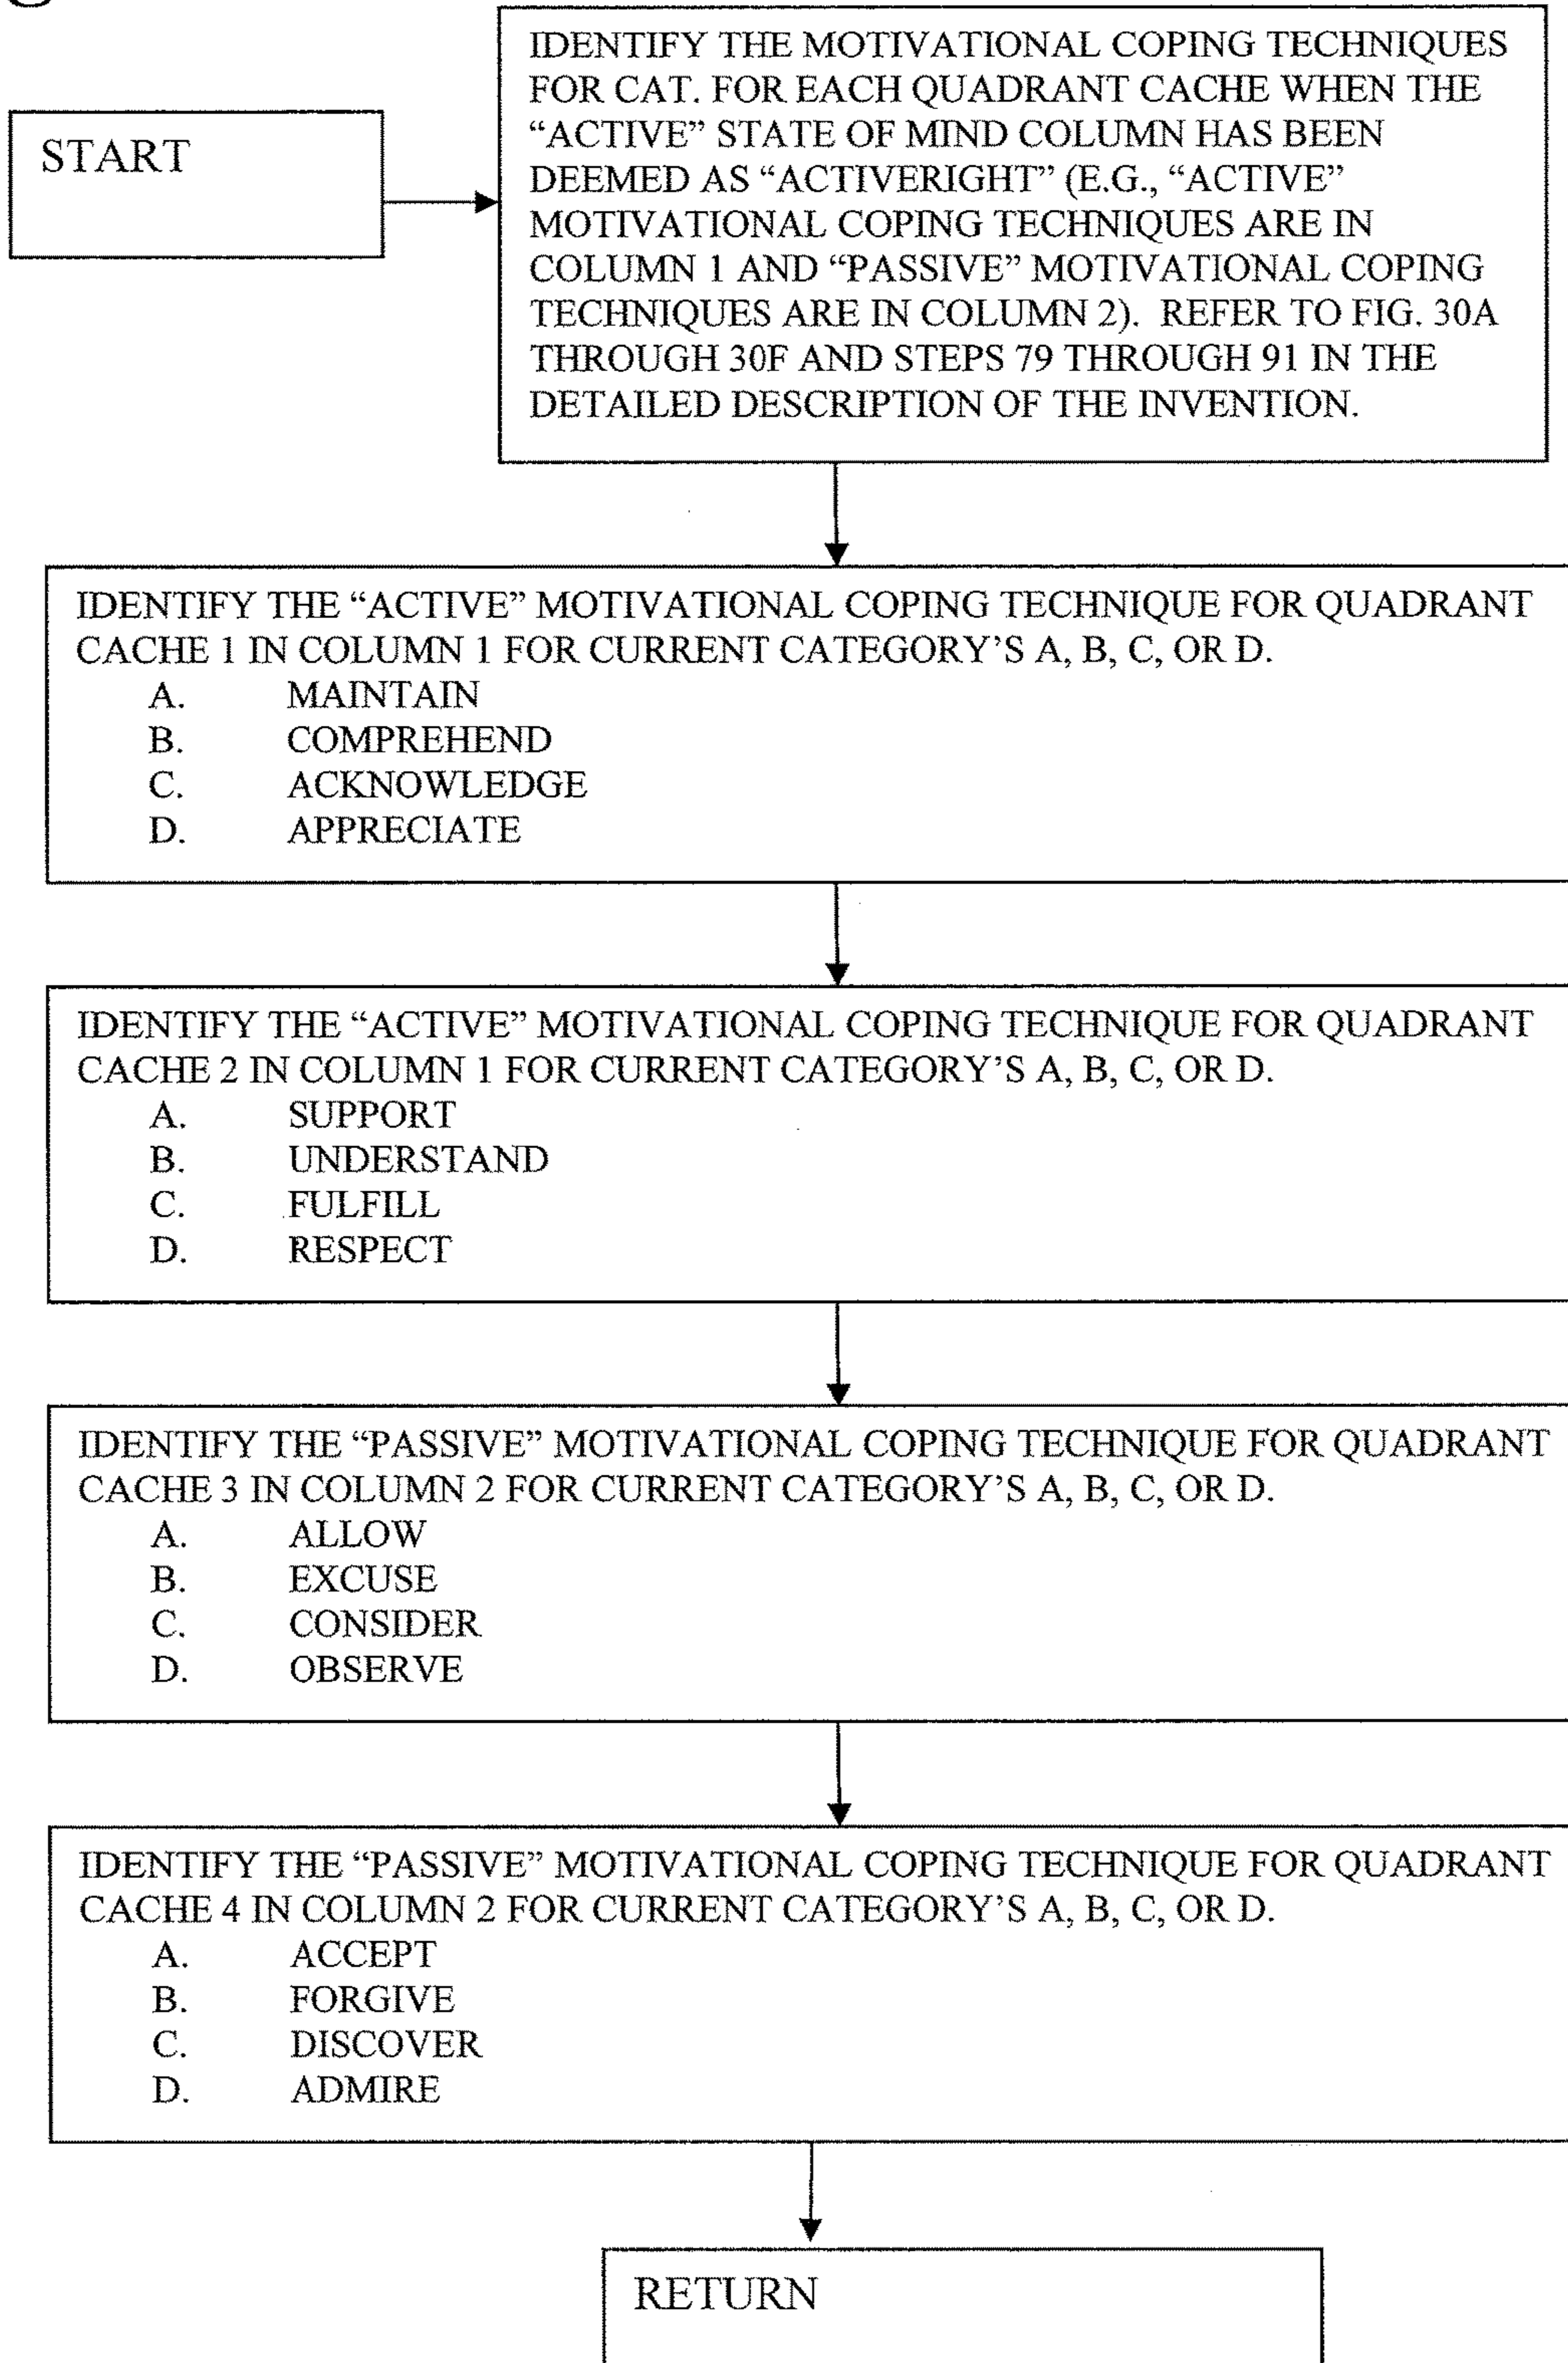 START
IDENTIFY THE MOTIVATIONAL COPING TECHNIQUES
FOR CAT. FOR EACH QUADRANT CACHE WHEN THE
“ACTIVE” STATE OF MIND COLUMN HAS BEEN
DEEMED AS “ACTIVERIGHT” (E.G., “ACTIVE”
MOTIVATIONAL COPING TECHNIQUES ARE IN
COLUMN 1 AND “PASSIVE” MOTIVATIONAL COPING
TECHNIQUES ARE IN COLUMN 2). REFER TO FIG. 30A
THROUGH 30F AND STEPS 79 THROUGH 91 IN THE
DETAILED DESCRIPTION OF THE INVENTION.
IDENTIFY THE “ACTIVE” MOTIVATIONAL COPING TECHNIQUE FOR QUADRANT
CACHE 1 IN COLUMN 1 FOR CURRENT CATEGORY’S A, B, C, OR D.
A. MAINTAIN
B. COMPREHEND
C. ACKNOWLEDGE
D. APPRECIATE
IDENTIFY THE “ACTIVE” MOTIVATIONAL COPING TECHNIQUE FOR QUADRANT
CACHE 2 IN COLUMN 1 FOR CURRENT CATEGORY’S A, B, C, OR D.
A. SUPPORT
B. UNDERSTAND
C. FULFILL
D. RESPECT
IDENTIFY THE “PASSIVE” MOTIVATIONAL COPING TECHNIQUE FOR QUADRANT
CACHE 3 IN COLUMN 2 FOR CURRENT CATEGORY’S A, B, C, OR D.
A. ALLOW
B. EXCUSE
C. CONSIDER
D. OBSERVE
IDENTIFY THE “PASSIVE” MOTIVATIONAL COPING TECHNIQUE FOR QUADRANT
CACHE 4 IN COLUMN 2 FOR CURRENT CATEGORY’S A, B, C, OR D.
A. ACCEPT
B. FORGIVE
C. DISCOVER
D. ADMIRE
RETURN